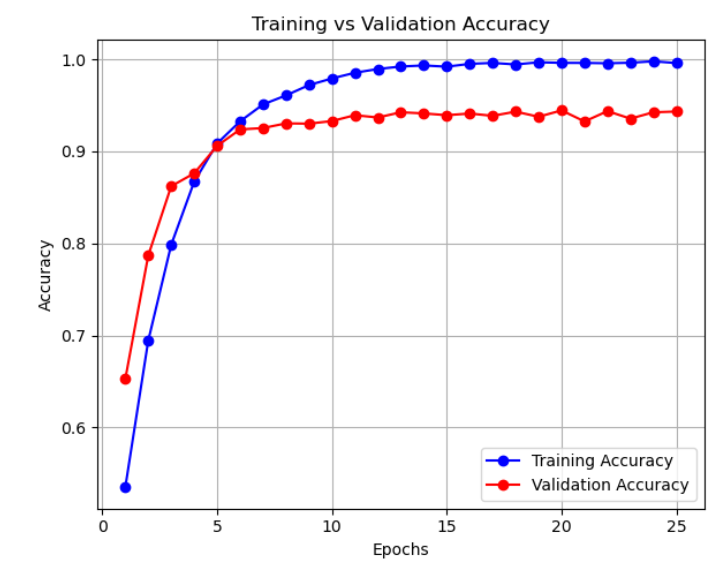 Training vs Validation Accuracy
1.0
0.9
0.8
0.7
0.6
Accuracy
Training Accuracy
Validation Accuracy
0 5 10 15 20 25
Epochs